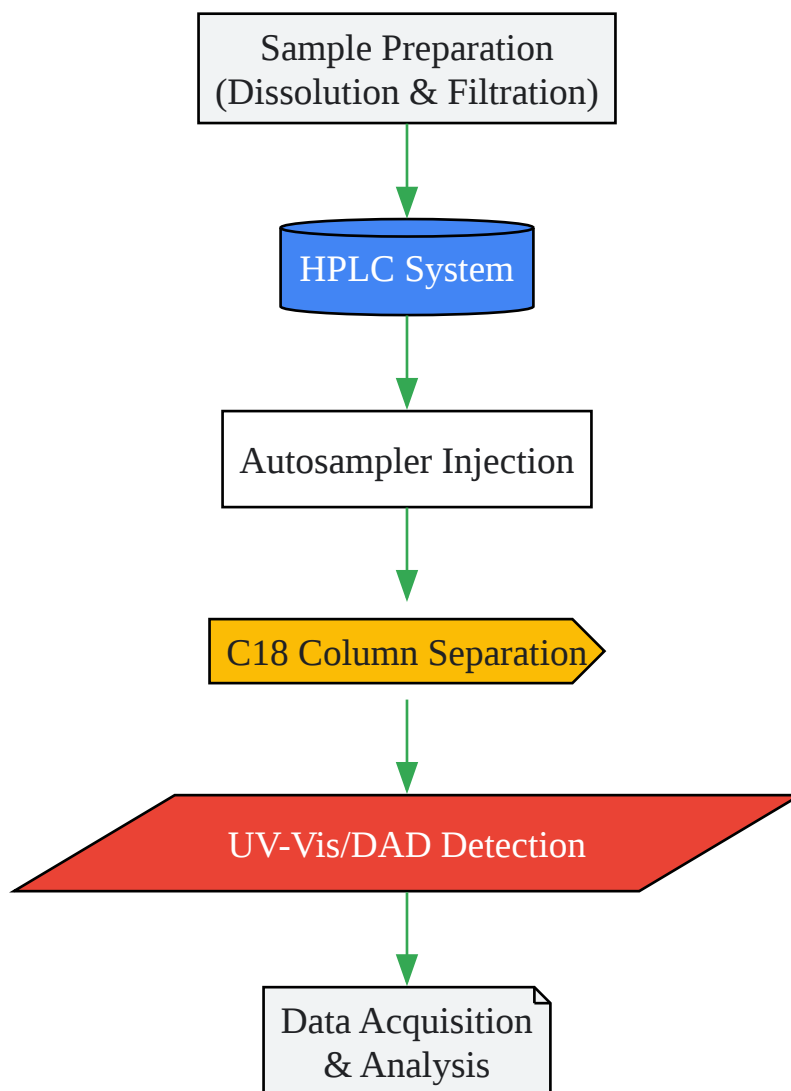 Sample Preparation
(Dissolution & Filtration)
HPLC System
Autosampler Injection
C18 Column Separation
UV-Vis/DAD Detection
Data Acquisition
& Analysis